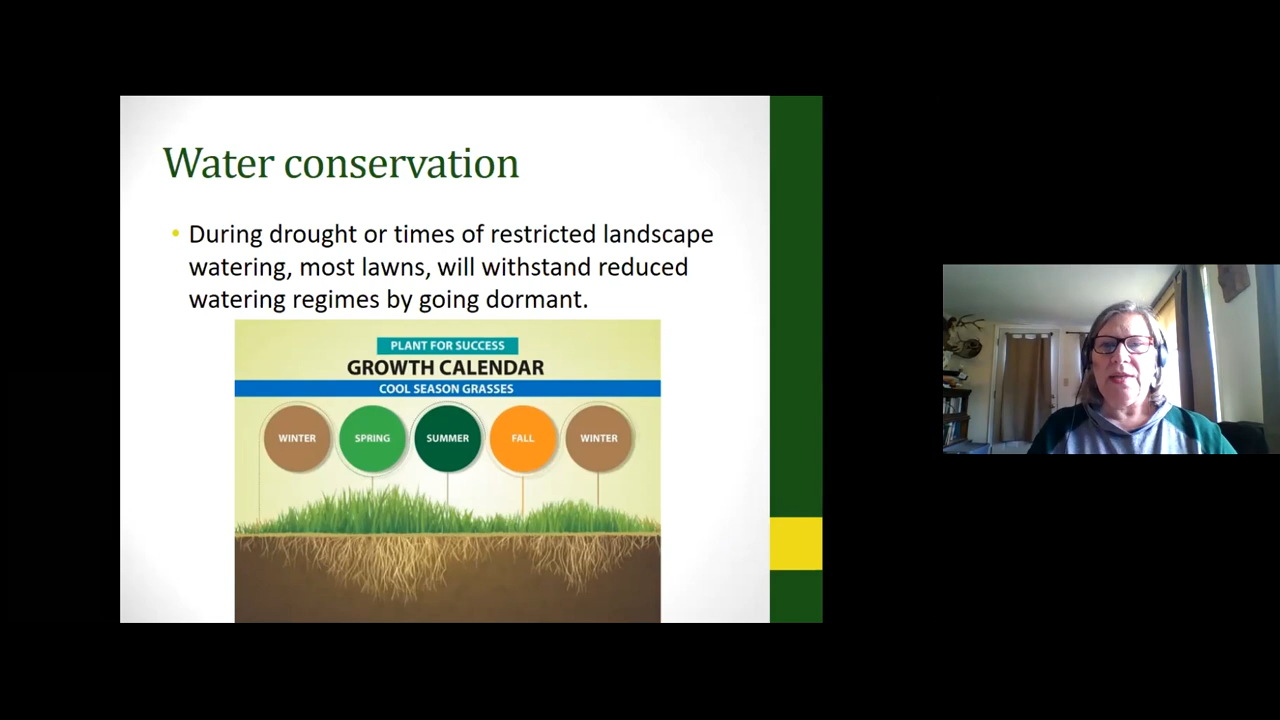 Water conservation
• During drought or times of restricted landscape
watering, most lawns, will withstand reduced
watering regimes by going dormant.
PLANT FOR SUCCESS
GROWTH CALENDAR
COOL SEASON GRASSES
WINTER SPRING SUMMER FALL WINTER